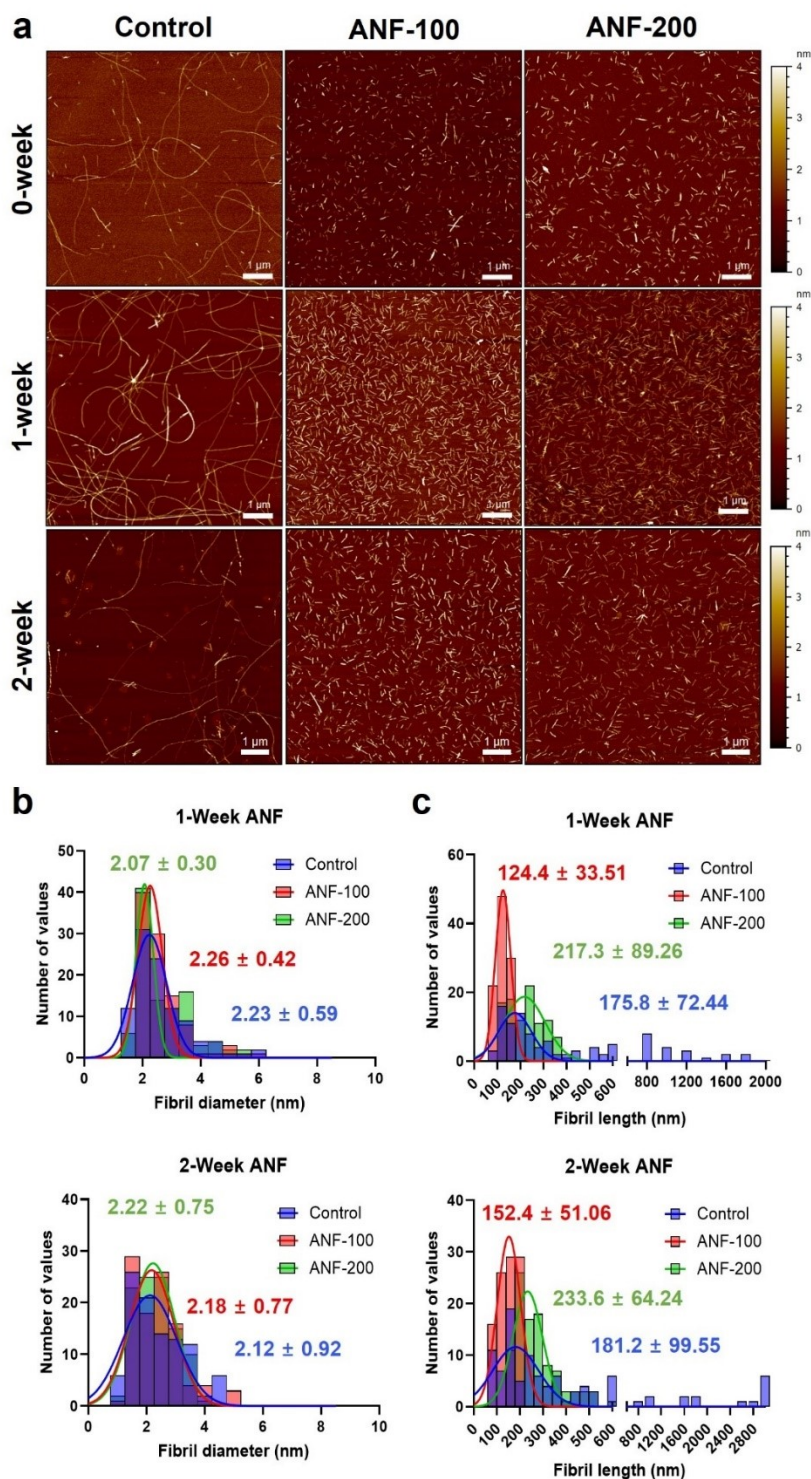 a
Control ANF-100 ANF-200
0-week
1 μm 1 μm 1 μm
nm
4
3
2
1
0
1-week
1 μm 1 μm 1 μm
nm
4
3
2
1
0
2-week
1 μm 1 μm 1 μm
nm
4
3
2
1
0
b
1-Week ANF
Number of values
50
40
30
20
10
0
2.07 ± 0.30
Control
ANF-100
ANF-200
2.26 ± 0.42
2.23 ± 0.59
0 2 4 6 8 10
Fibril diameter (nm)
c
1-Week ANF
Number of values
60
40
20
0
124.4 ± 33.51
Control
ANF-100
ANF-200
217.3 ± 89.26
175.8 ± 72.44
0 100 200 300 400 500 600 800 1200 1600 2000
Fibril length (nm)
2-Week ANF
Number of values
40
30
20
10
0
2.22 ± 0.75
Control
ANF-100
ANF-200
2.18 ± 0.77
2.12 ± 0.92
0 2 4 6 8 10
Fibril diameter (nm)
2-Week ANF
Number of values
40
30
20
10
0
152.4 ± 51.06
Control
ANF-100
ANF-200
233.6 ± 64.24
181.2 ± 99.55
0 100 200 300 400 500 600 800 1200 1600 2000 2400 2800
Fibril length (nm)